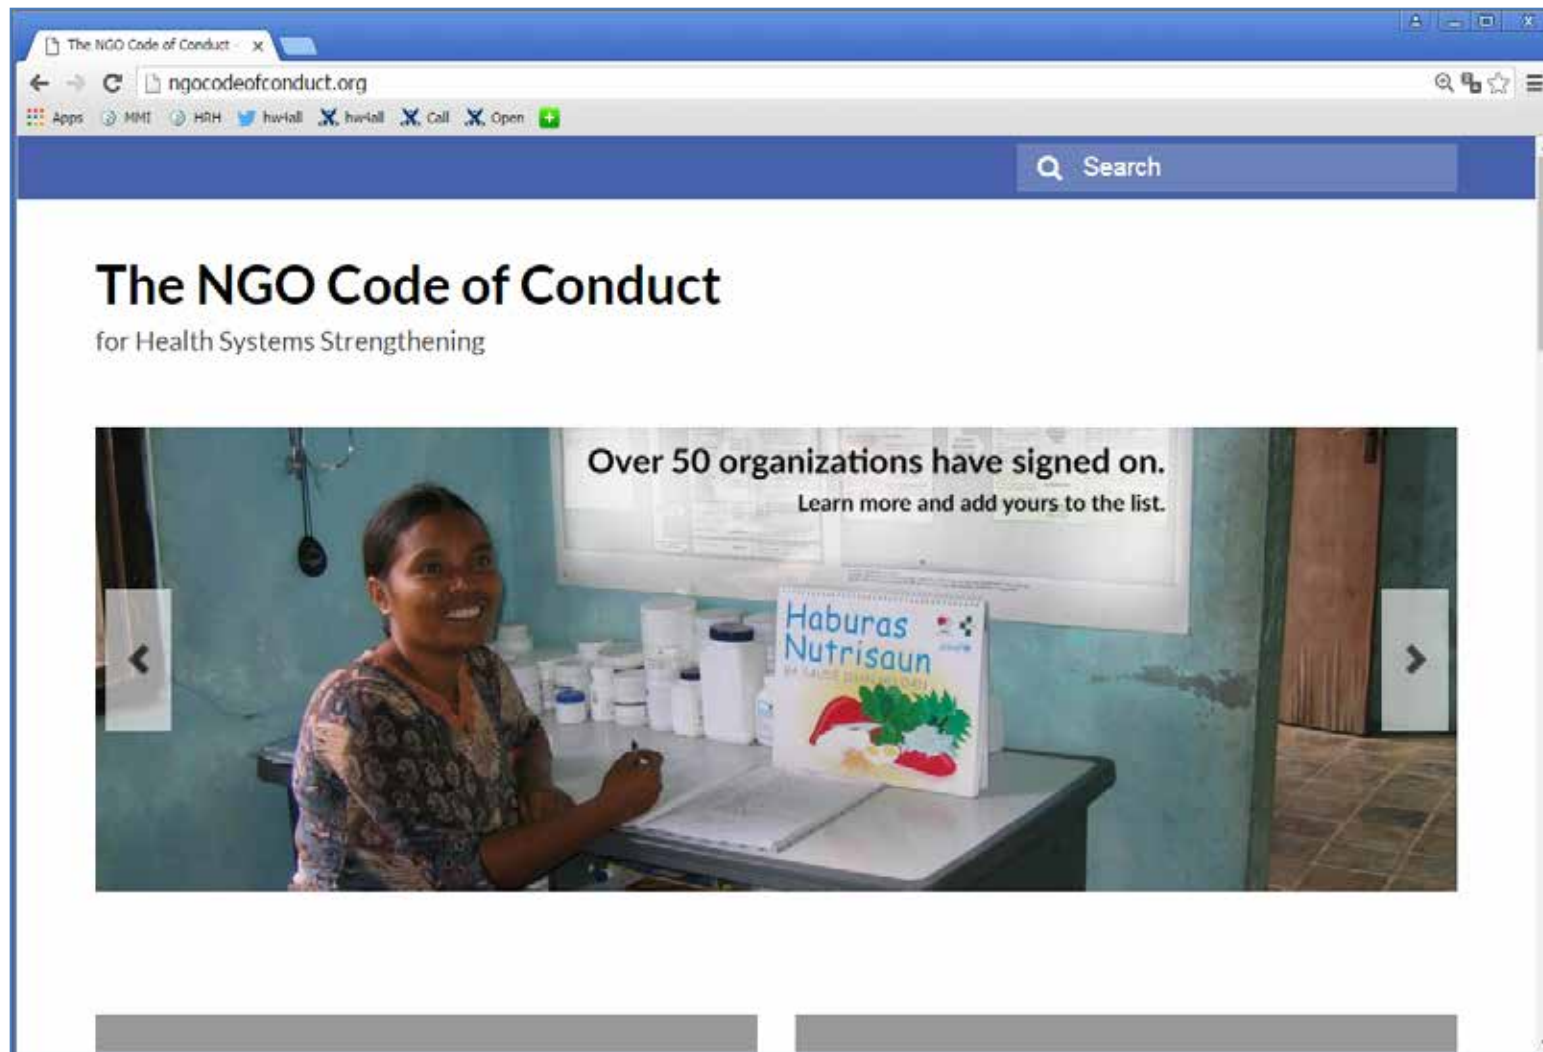 The NGO Code of Conduct -
ngocodeofconduct.org
Apps MMI HRH hw4all hw4all Call Open
Search
The NGO Code of Conduct
for Health Systems Strengthening
Over 50 organizations have signed on.
Learn more and add yours to the list.
Haburas
Nutrisaun